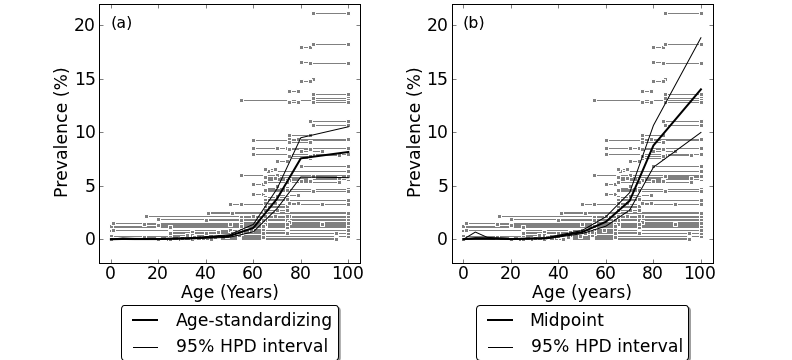 (a)
Prevalence (%)
20
15
10
5
0
0 20 40 60 80 100
Age (Years)
Age-standardizing
95% HPD interval
(b)
Prevalence (%)
20
15
10
5
0
0 20 40 60 80 100
Age (years)
Midpoint
95% HPD interval